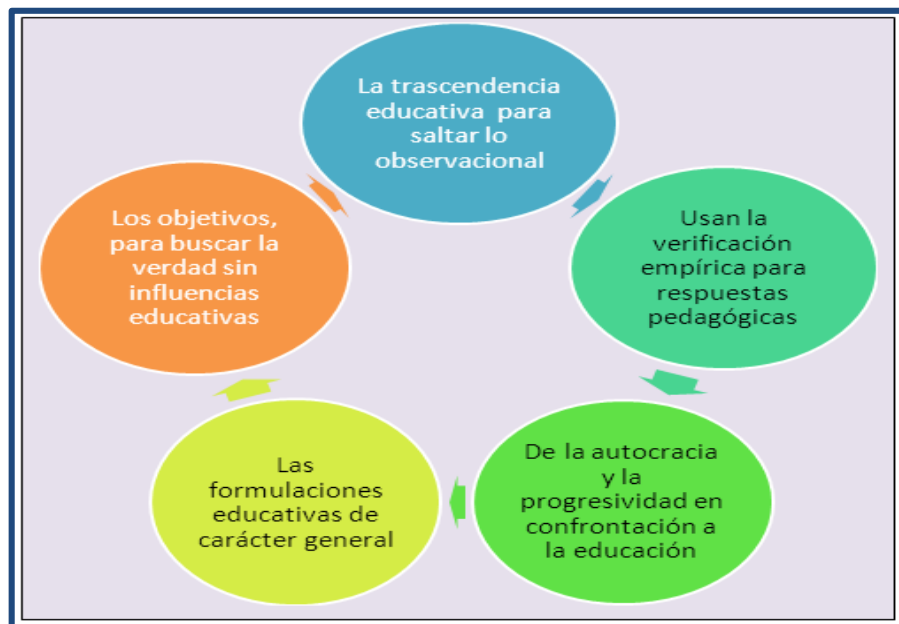 La trascendencia
educativa  para
saltar lo
observacional
Usan la
verificación
empírica para
respuestas
pedagógicas
De la autocracia
y la
progresividad en
confrontación a
la educación
Las
formulaciones
educativas de
carácter general
Los objetivos,
para buscar la
verdad sin
influencias
educativas